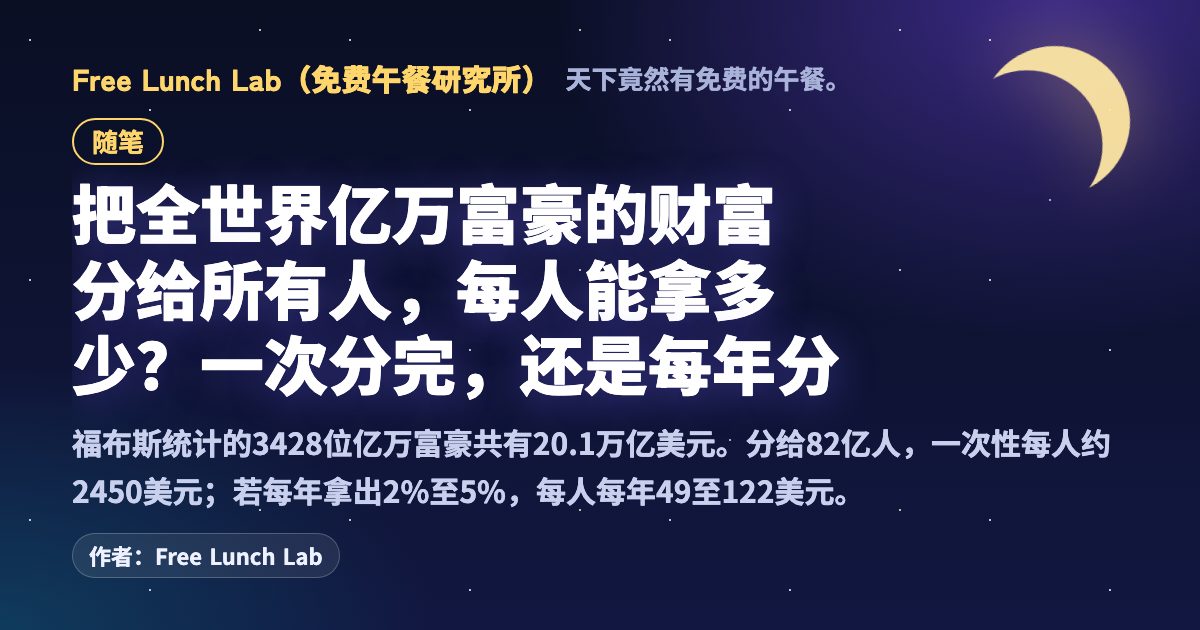 Free Lunch Lab（免费午餐研究所） 天下竟然有免费的午餐。
随笔
把全世界亿万富豪的财富
分给所有人，每人能拿多
少？一次分完，还是每年分
福布斯统计的3428位亿万富豪共有20.1万亿美元。分给82亿人，一次性每人约
2450美元；若每年拿出2%至5%，每人每年49至122美元。
作者：Free Lunch Lab